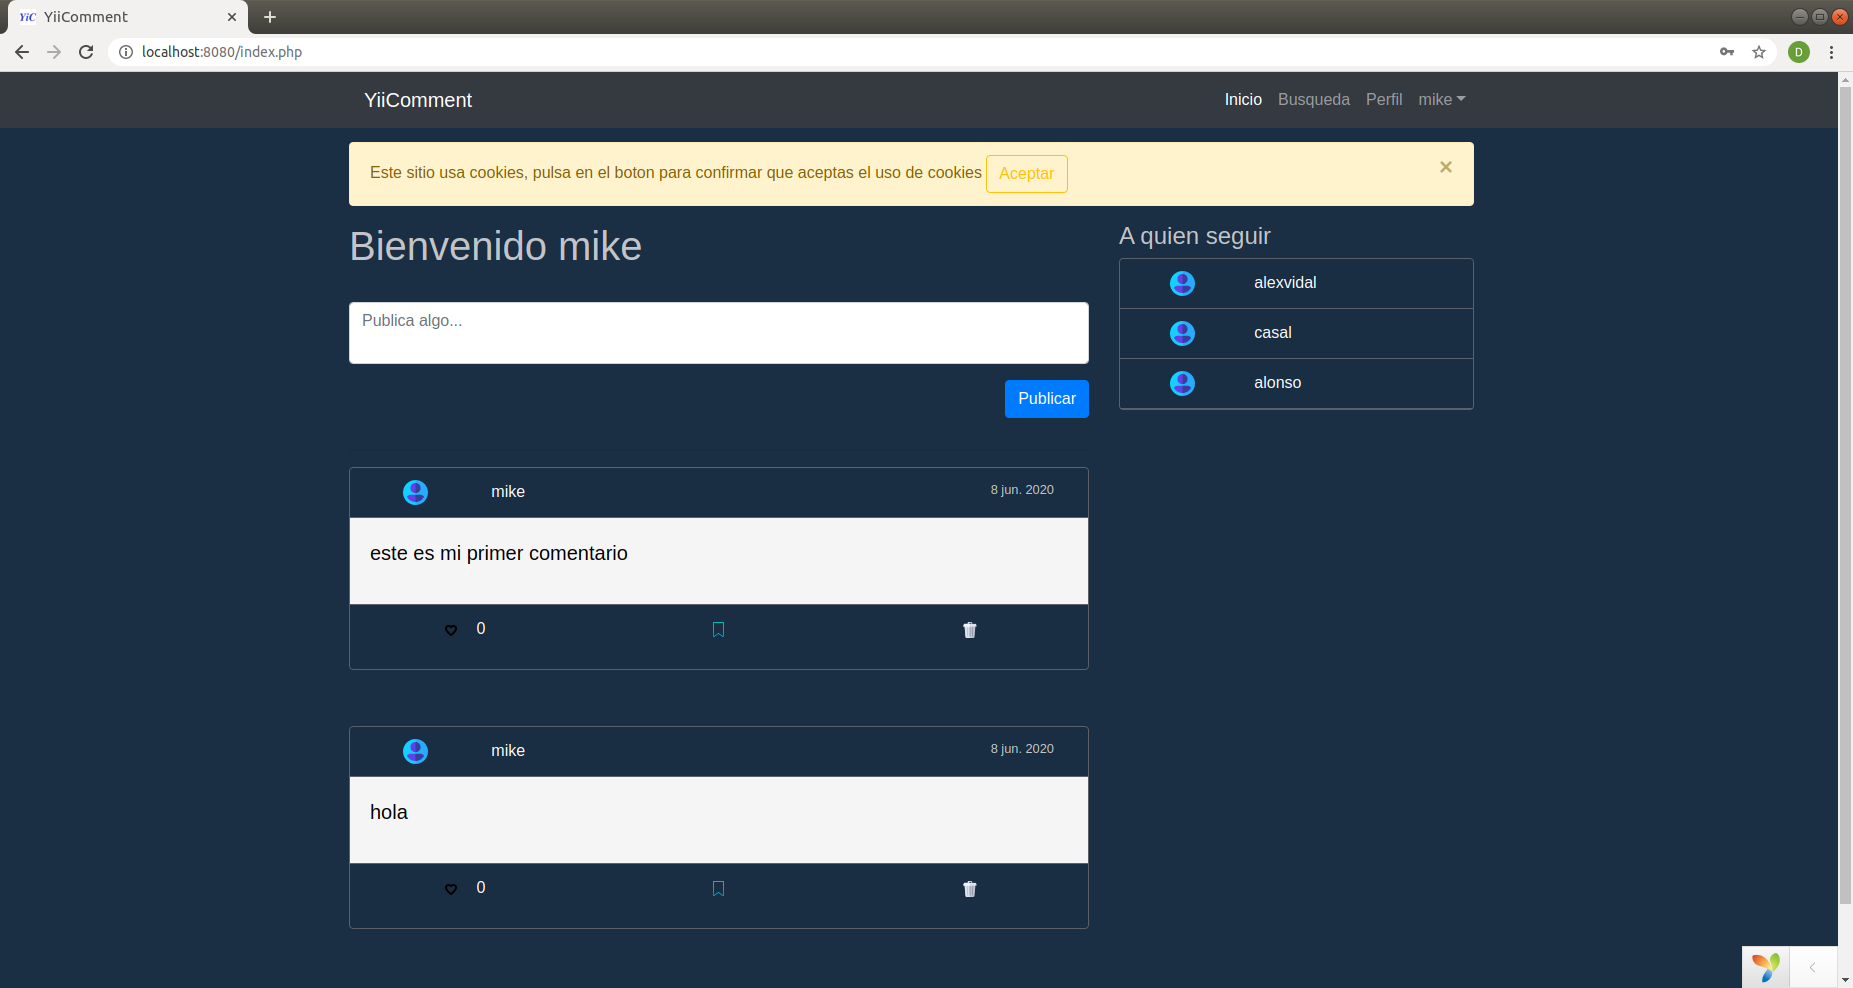 YiC YiiComment
localhost:8080/index.php
D
YiiComment
Inicio Busqueda Perfil mike
Este sitio usa cookies, pulsa en el boton para confirmar que aceptas el uso de cookies Aceptar
Bienvenido mike
Publica algo...
Publicar
A quien seguir
alexvidal
casal
alonso
mike 8 jun. 2020
este es mi primer comentario
0
mike 8 jun. 2020
hola
0